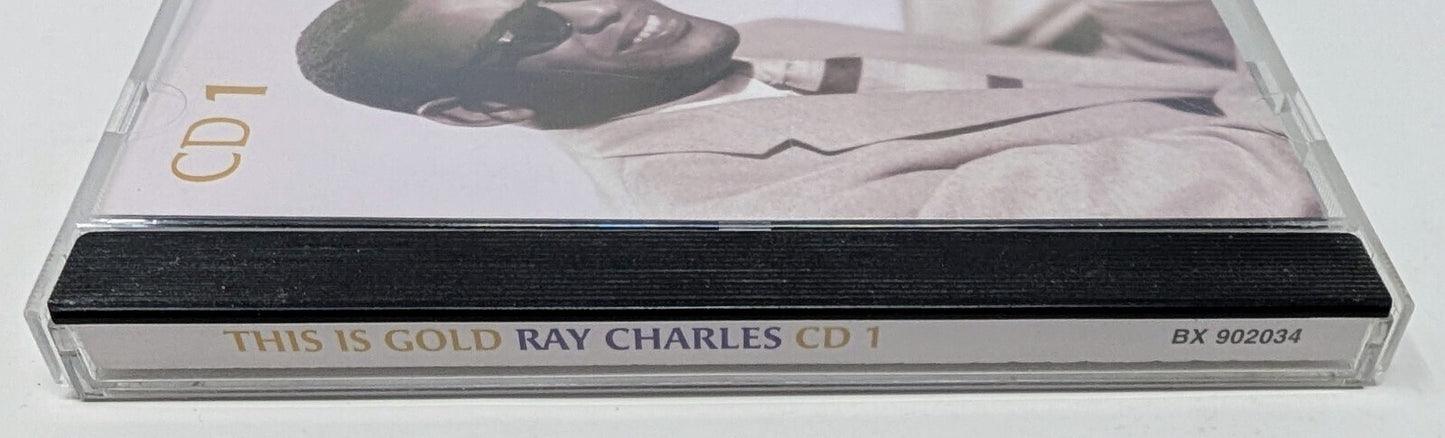 CD 1
THIS IS GOLD RAY CHARLES CD 1
BX 902034